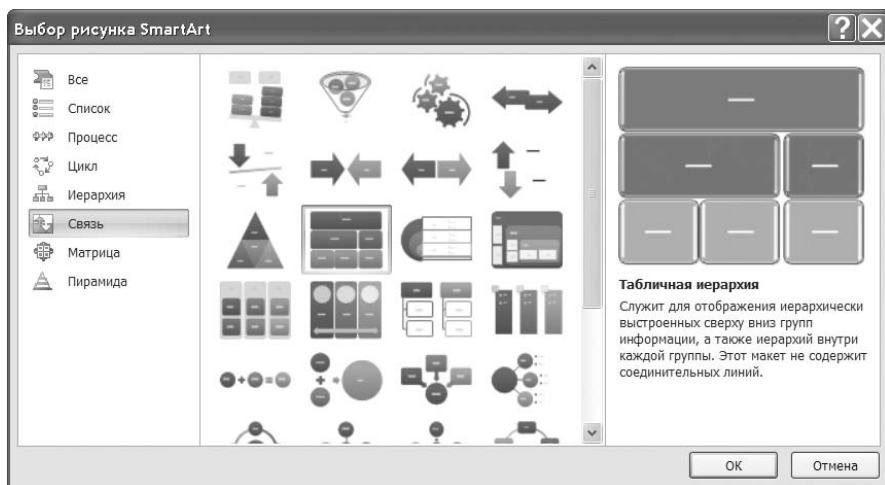 Выбор рисунка SmartArt
Все
Список
Процесс
Цикл
Иерархия
Связь
Матрица
Пирамида
Табличная иерархия
Служит для отображения иерархически
выстроенных сверху вниз групп
информации, а также иерархий внутри
каждой группы. Этот макет не содержит
соединительных линий.
ОК
Отмена